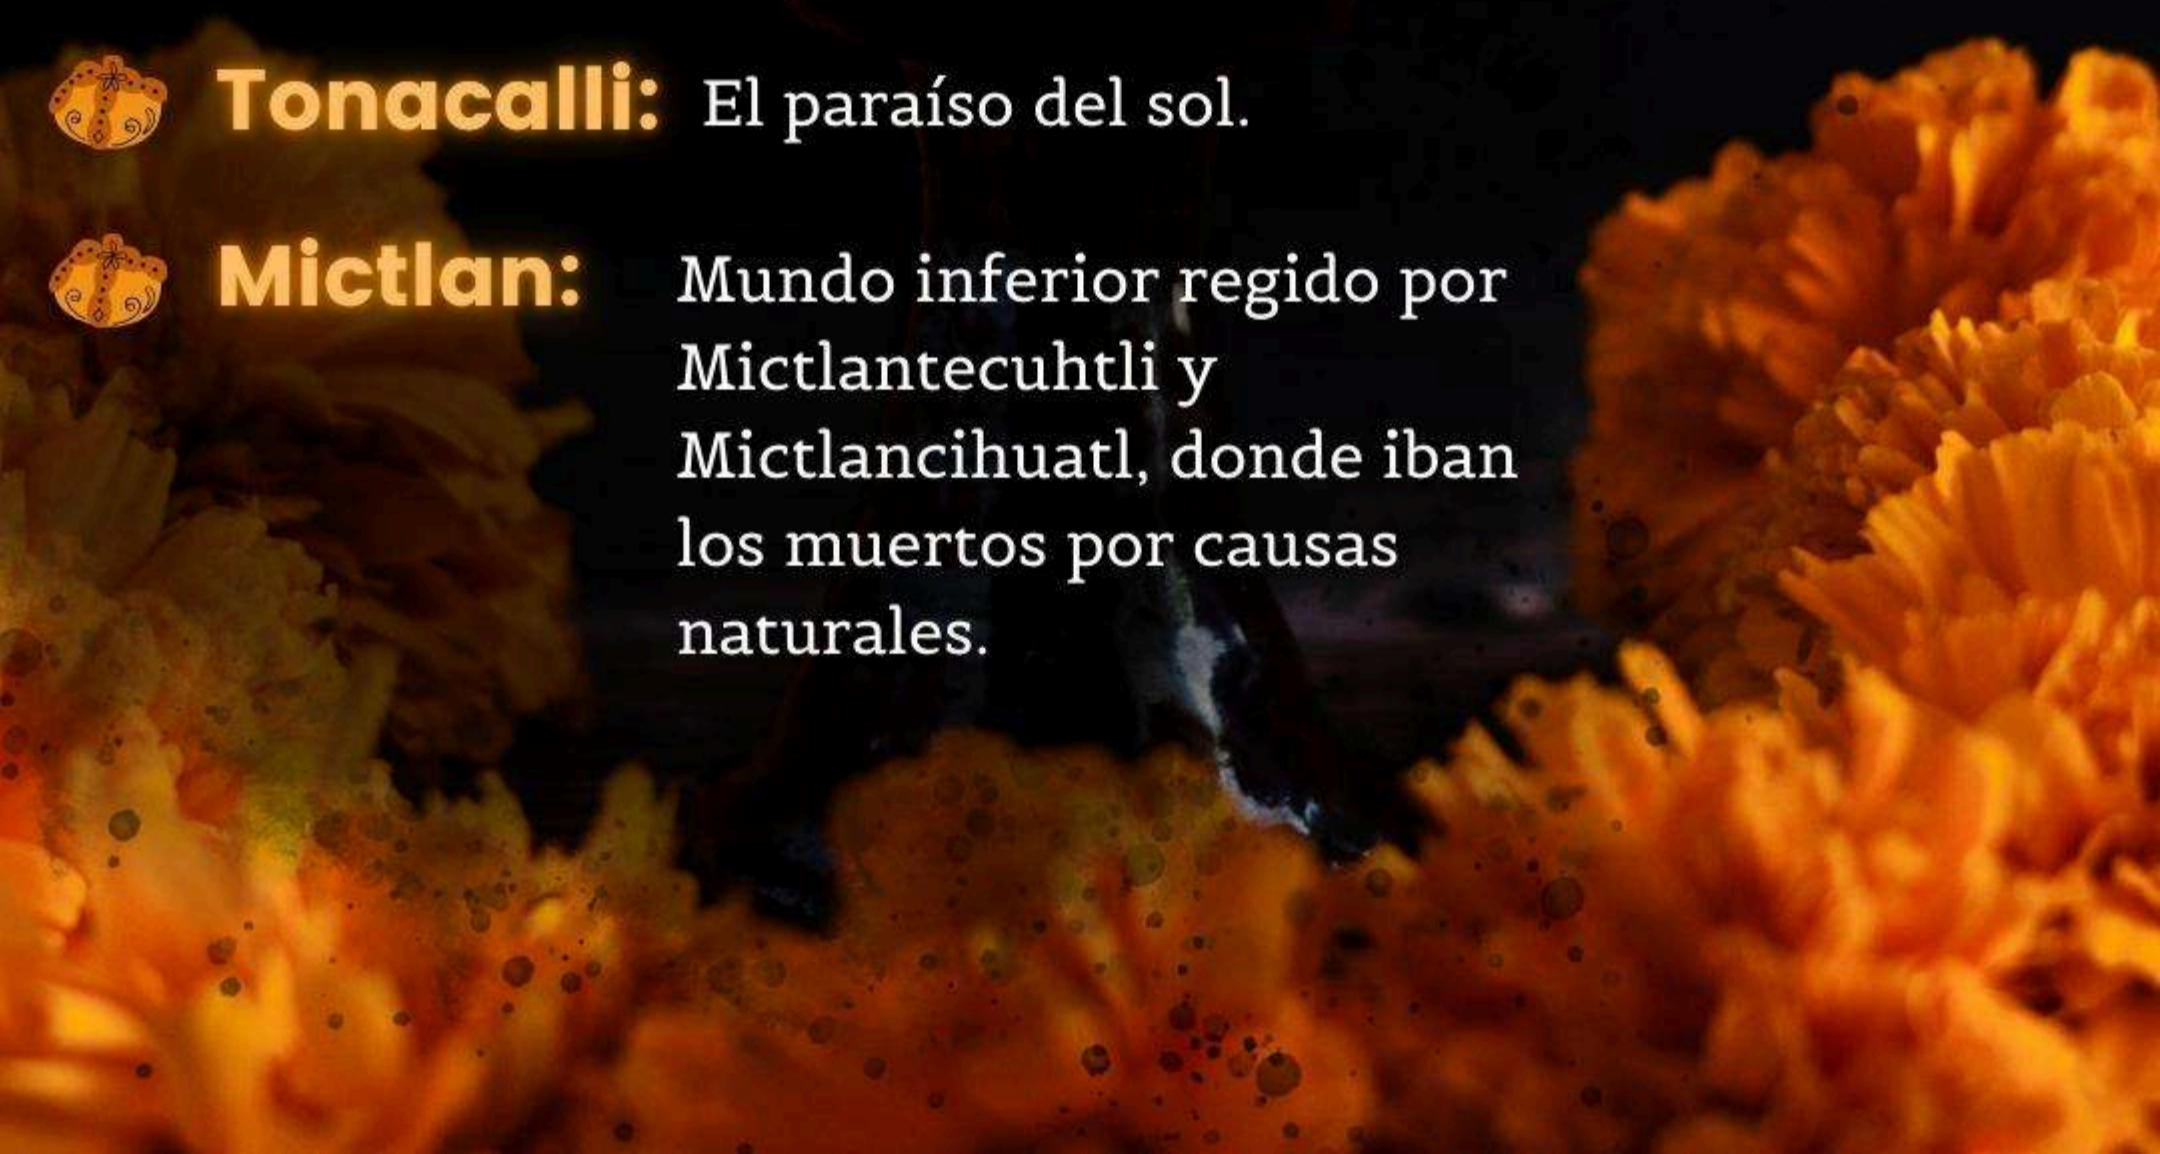 Tonacalli: El paraíso del sol.
Mictlan: Mundo inferior regido por
Mictlantecuhtli y
Mictlancihuatl, donde iban
los muertos por causas
naturales.